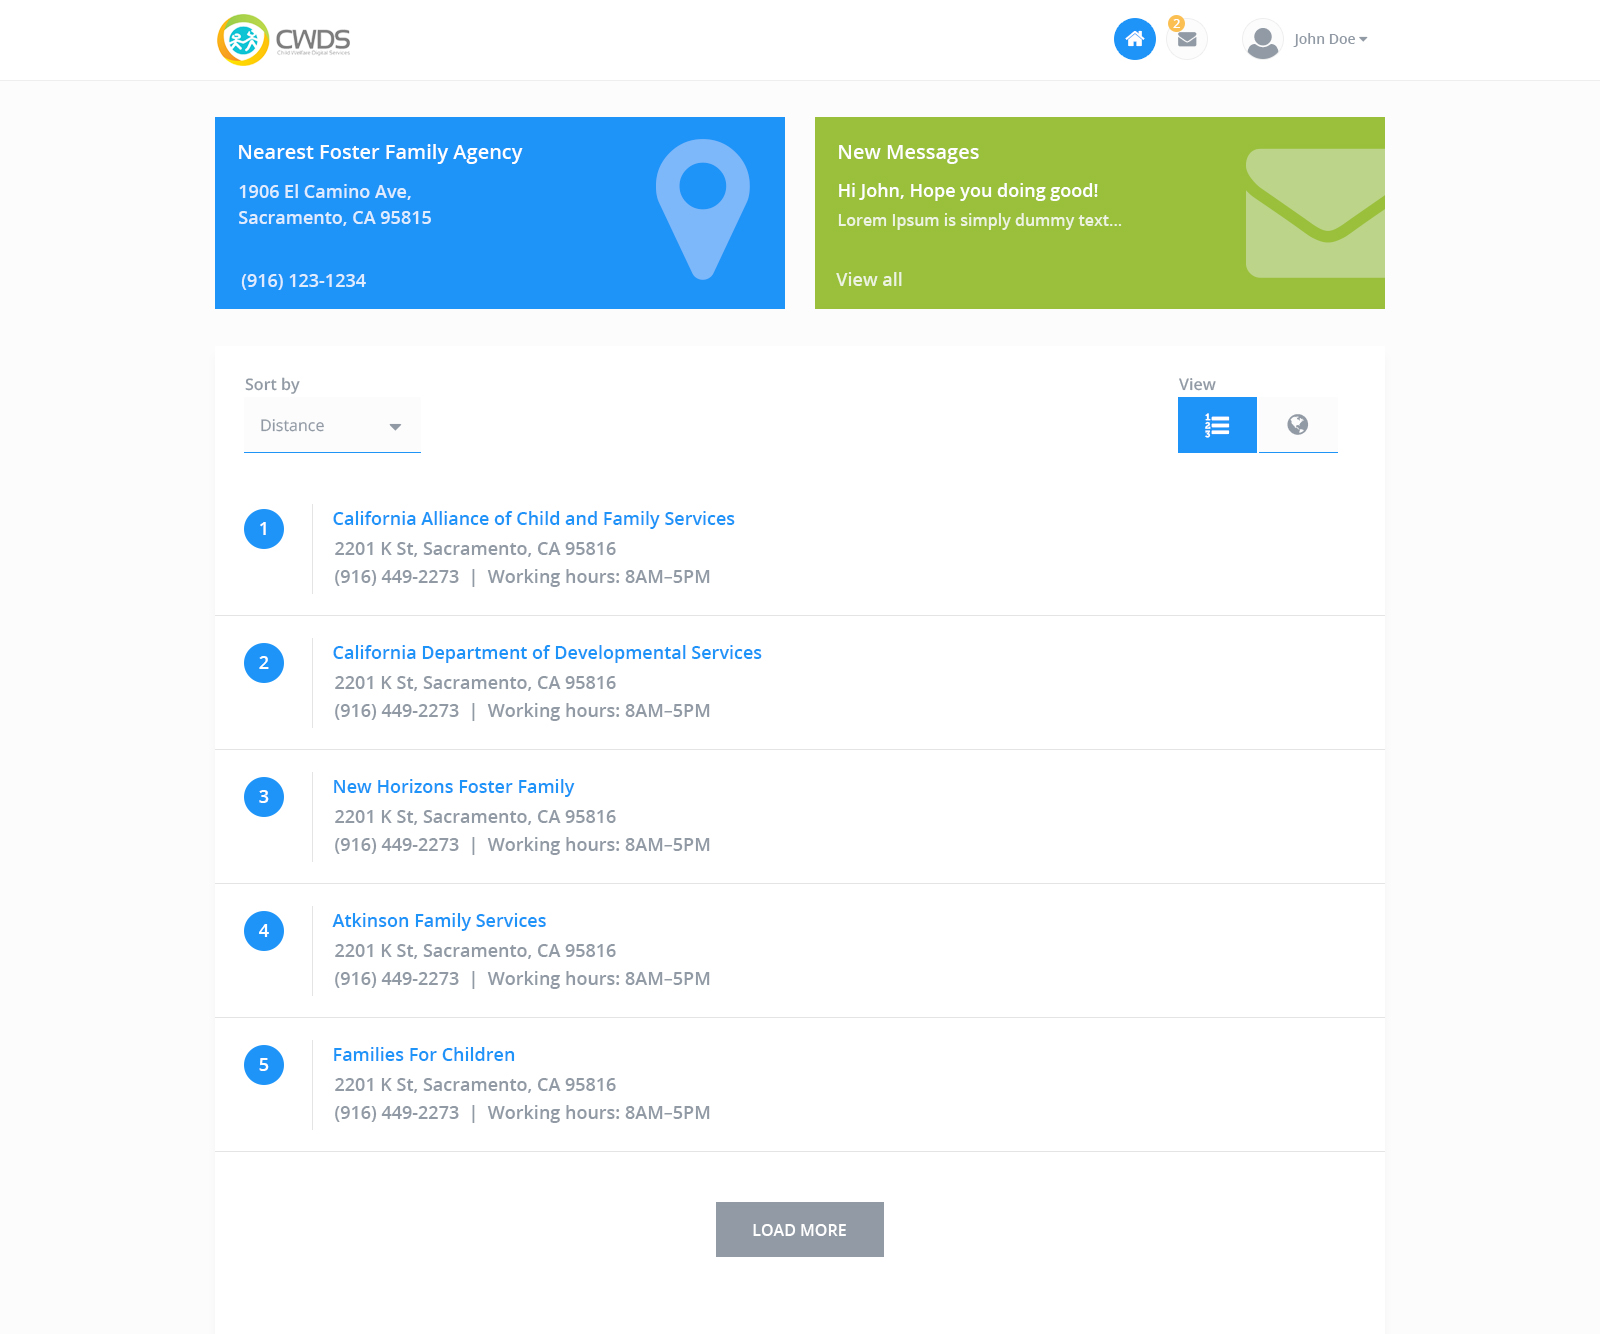 CWDS
Child Welfare Digital Services
2
John Doe
Nearest Foster Family Agency
1906 El Camino Ave,
Sacramento, CA 95815
(916) 123-1234
New Messages
Hi John, Hope you doing good!
Lorem Ipsum is simply dummy text...
View all
Sort by
Distance
View
1
2
3
1
California Alliance of Child and Family Services
2201 K St, Sacramento, CA 95816
(916) 449-2273 | Working hours: 8AM–5PM
2
California Department of Developmental Services
2201 K St, Sacramento, CA 95816
(916) 449-2273 | Working hours: 8AM–5PM
3
New Horizons Foster Family
2201 K St, Sacramento, CA 95816
(916) 449-2273 | Working hours: 8AM–5PM
4
Atkinson Family Services
2201 K St, Sacramento, CA 95816
(916) 449-2273 | Working hours: 8AM–5PM
5
Families For Children
2201 K St, Sacramento, CA 95816
(916) 449-2273 | Working hours: 8AM–5PM
LOAD MORE